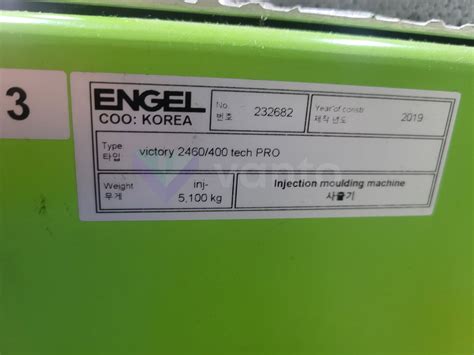 3
ENGEL
COO: KOREA
No.
번호
232682
Year of constr.
제작 년도
2019
Type
타입
victory 2460/400 tech PRO
Weight
무게
inj-
5,100 kg
Injection moulding machine
사출기
vanto